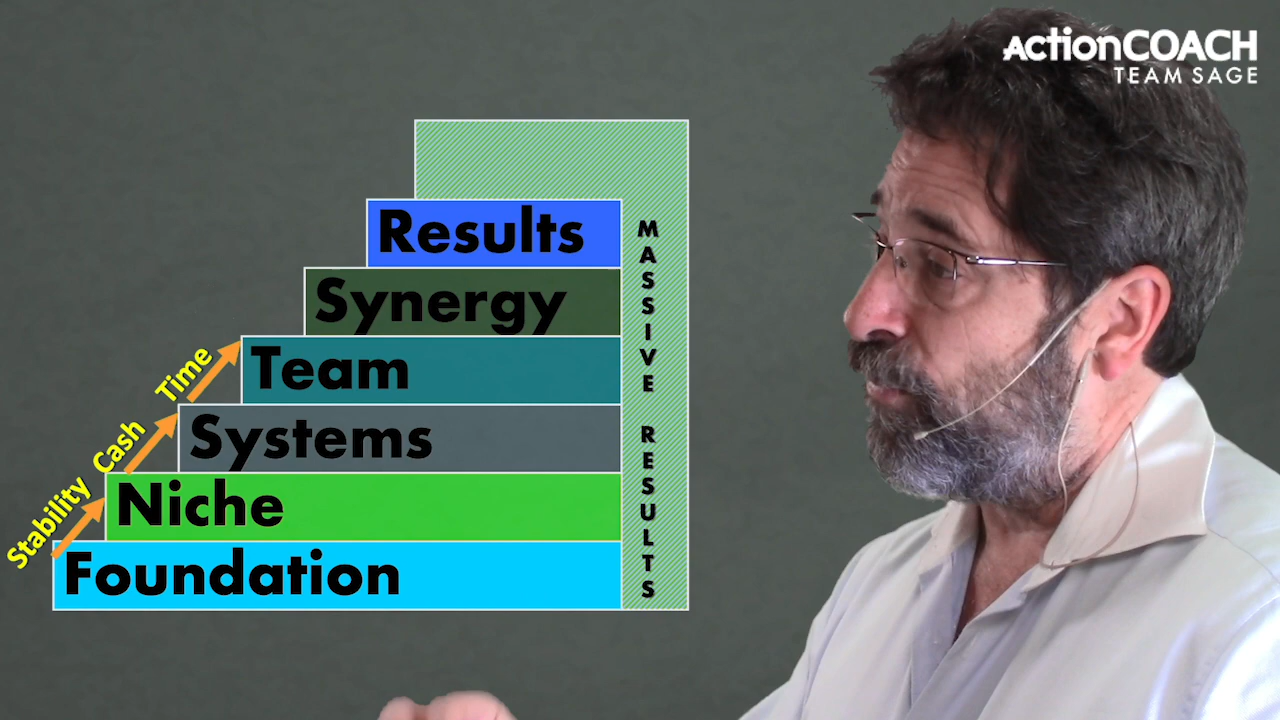 ActionCOACH
TEAM SAGE
Results
Synergy
Team
Systems
Niche
Foundation
Stability
Cash
Time
MASSIVE RESULTS